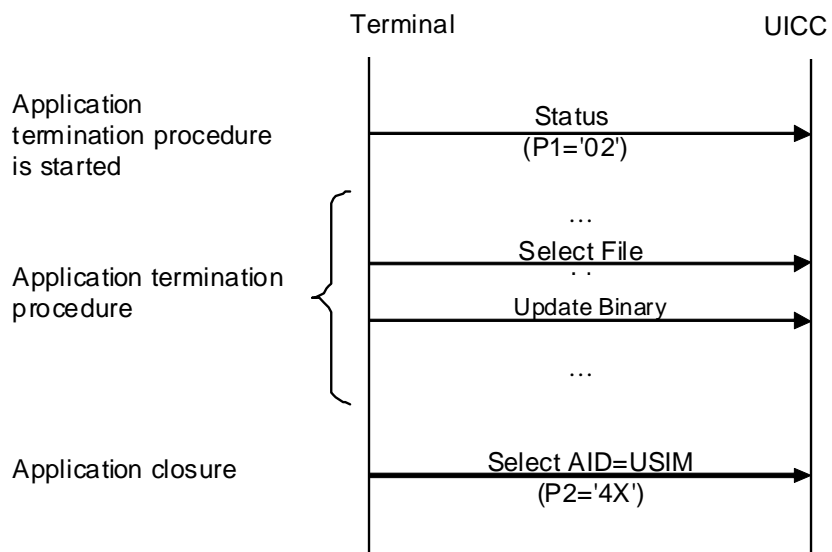 Terminal
UICC
Application
termination procedure
is started
Status
(P1='02')
...
Select File
. .
Application termination
procedure
Update Binary
...
Application closure
Select AID=USIM
(P2='4X')